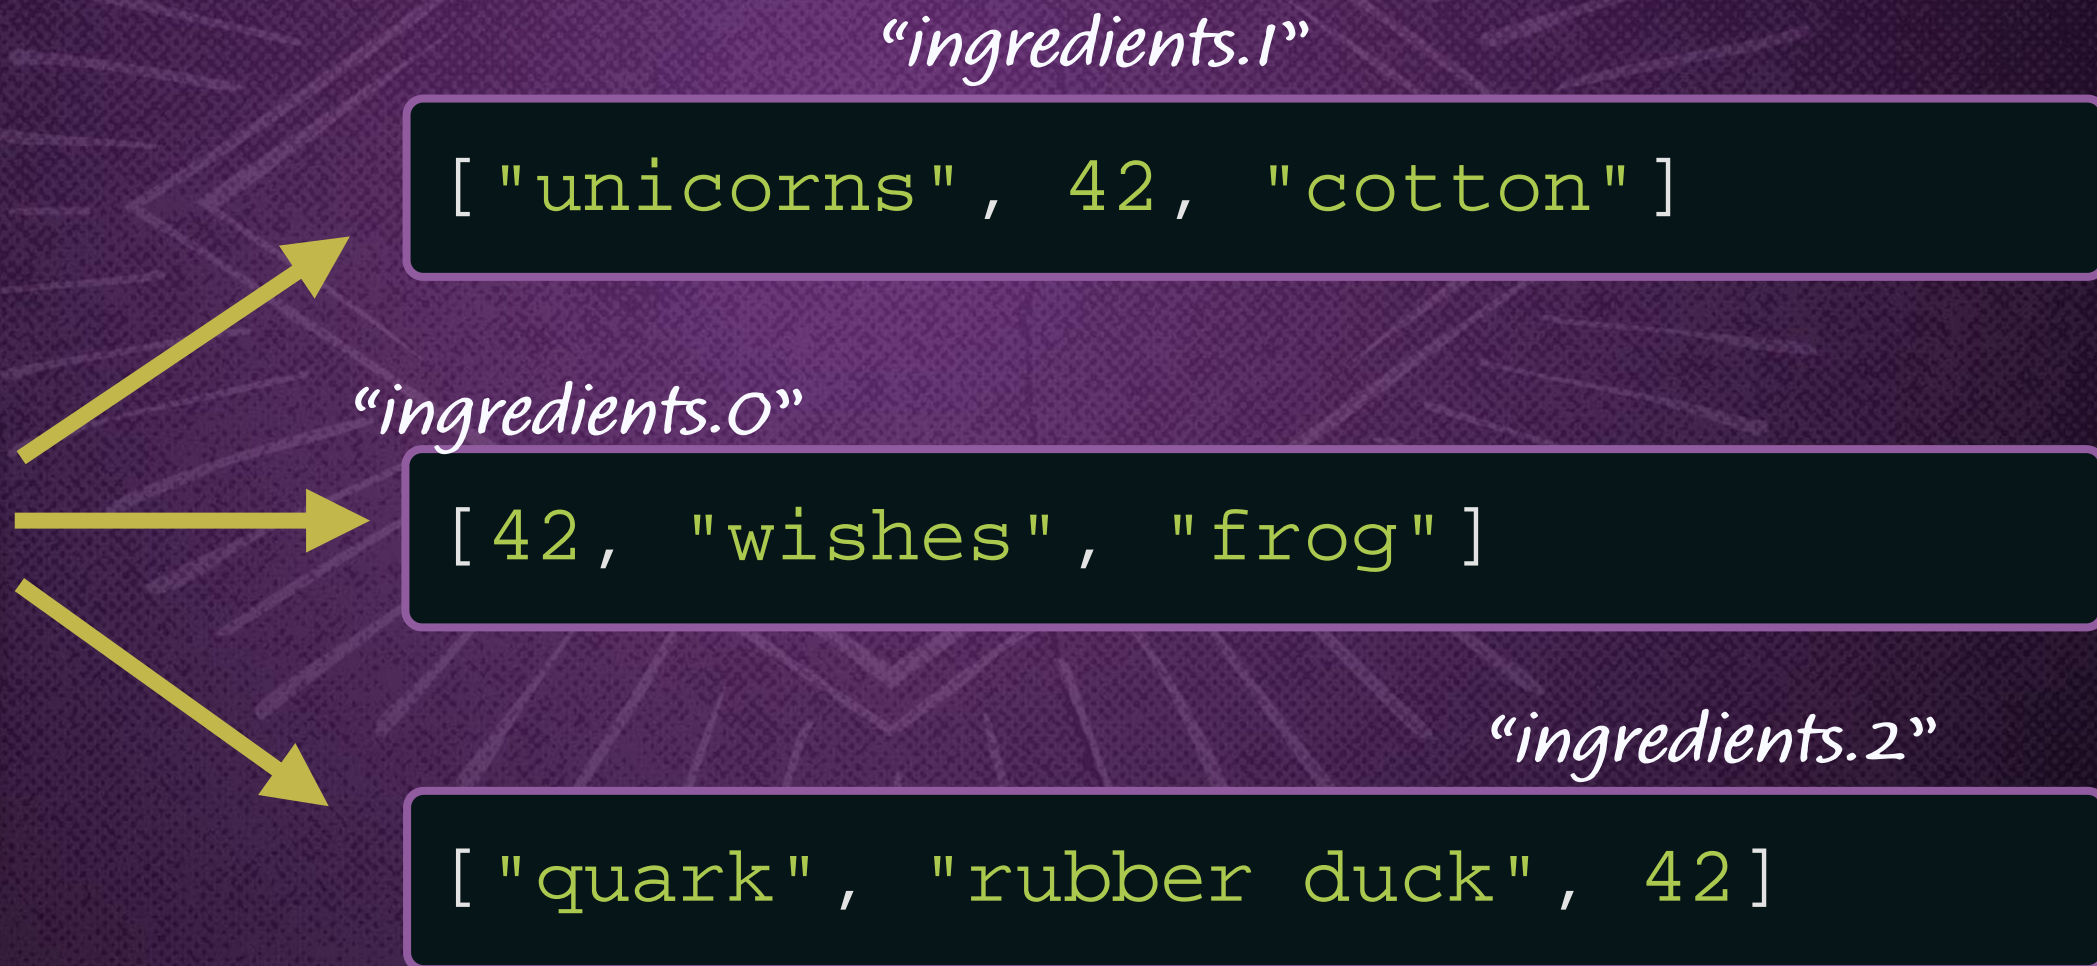 “ingredients.1”
["unicorns", 42, "cotton"]
“ingredients.0”
[42, "wishes", "frog"]
“ingredients.2”
["quark", "rubber duck", 42]